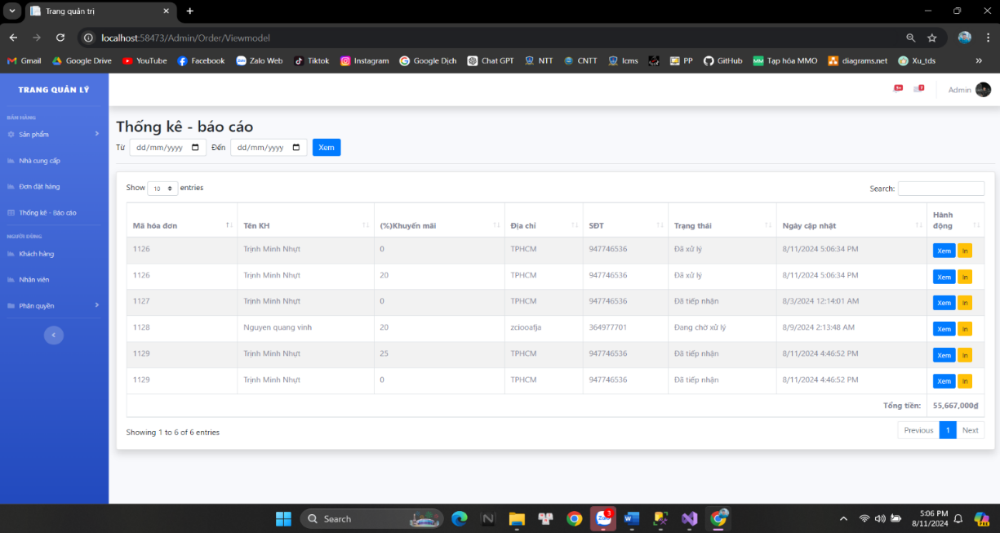 Trang quản trị
localhost:58473/Admin/Order/Viewmodel
Gmail Google Drive YouTube Facebook Zalo Web Tiktok Instagram Google Dịch Chat GPT NTT CNTT lcms PP GitHub Tạp hóa MMO diagrams.net Xu_tds
TRANG QUẢN LÝ
BÁN HÀNG
Sản phẩm
Nhà cung cấp
Đơn đặt hàng
Thống kê - Báo cáo
NGƯỜI DÙNG
Khách hàng
Nhân viên
Phân quyền
Admin
Thống kê - báo cáo
Từ dd/mm/yyyy Đến dd/mm/yyyy Xem
Show 10 entries Search:
Mã hóa đơn Tên KH (%)Khuyến mãi Địa chỉ SĐT Trạng thái Ngày cập nhật Hành động
1126 Trịnh Minh Nhựt 0 TPHCM 947746536 Đã xử lý 8/11/2024 5:06:34 PM Xem In
1126 Trịnh Minh Nhựt 20 TPHCM 947746536 Đã xử lý 8/11/2024 5:06:34 PM Xem In
1127 Trịnh Minh Nhựt 0 TPHCM 947746536 Đã tiếp nhận 8/3/2024 12:14:01 AM Xem In
1128 Nguyen quang vinh 20 zciooafja 364977701 Đang chờ xử lý 8/9/2024 2:13:48 AM Xem In
1129 Trịnh Minh Nhựt 25 TPHCM 947746536 Đã tiếp nhận 8/11/2024 4:46:52 PM Xem In
1129 Trịnh Minh Nhựt 0 TPHCM 947746536 Đã tiếp nhận 8/11/2024 4:46:52 PM Xem In
Tổng tiền: 55,667,000₫
Showing 1 to 6 of 6 entries Previous 1 Next
Search
5:06 PM
8/11/2024